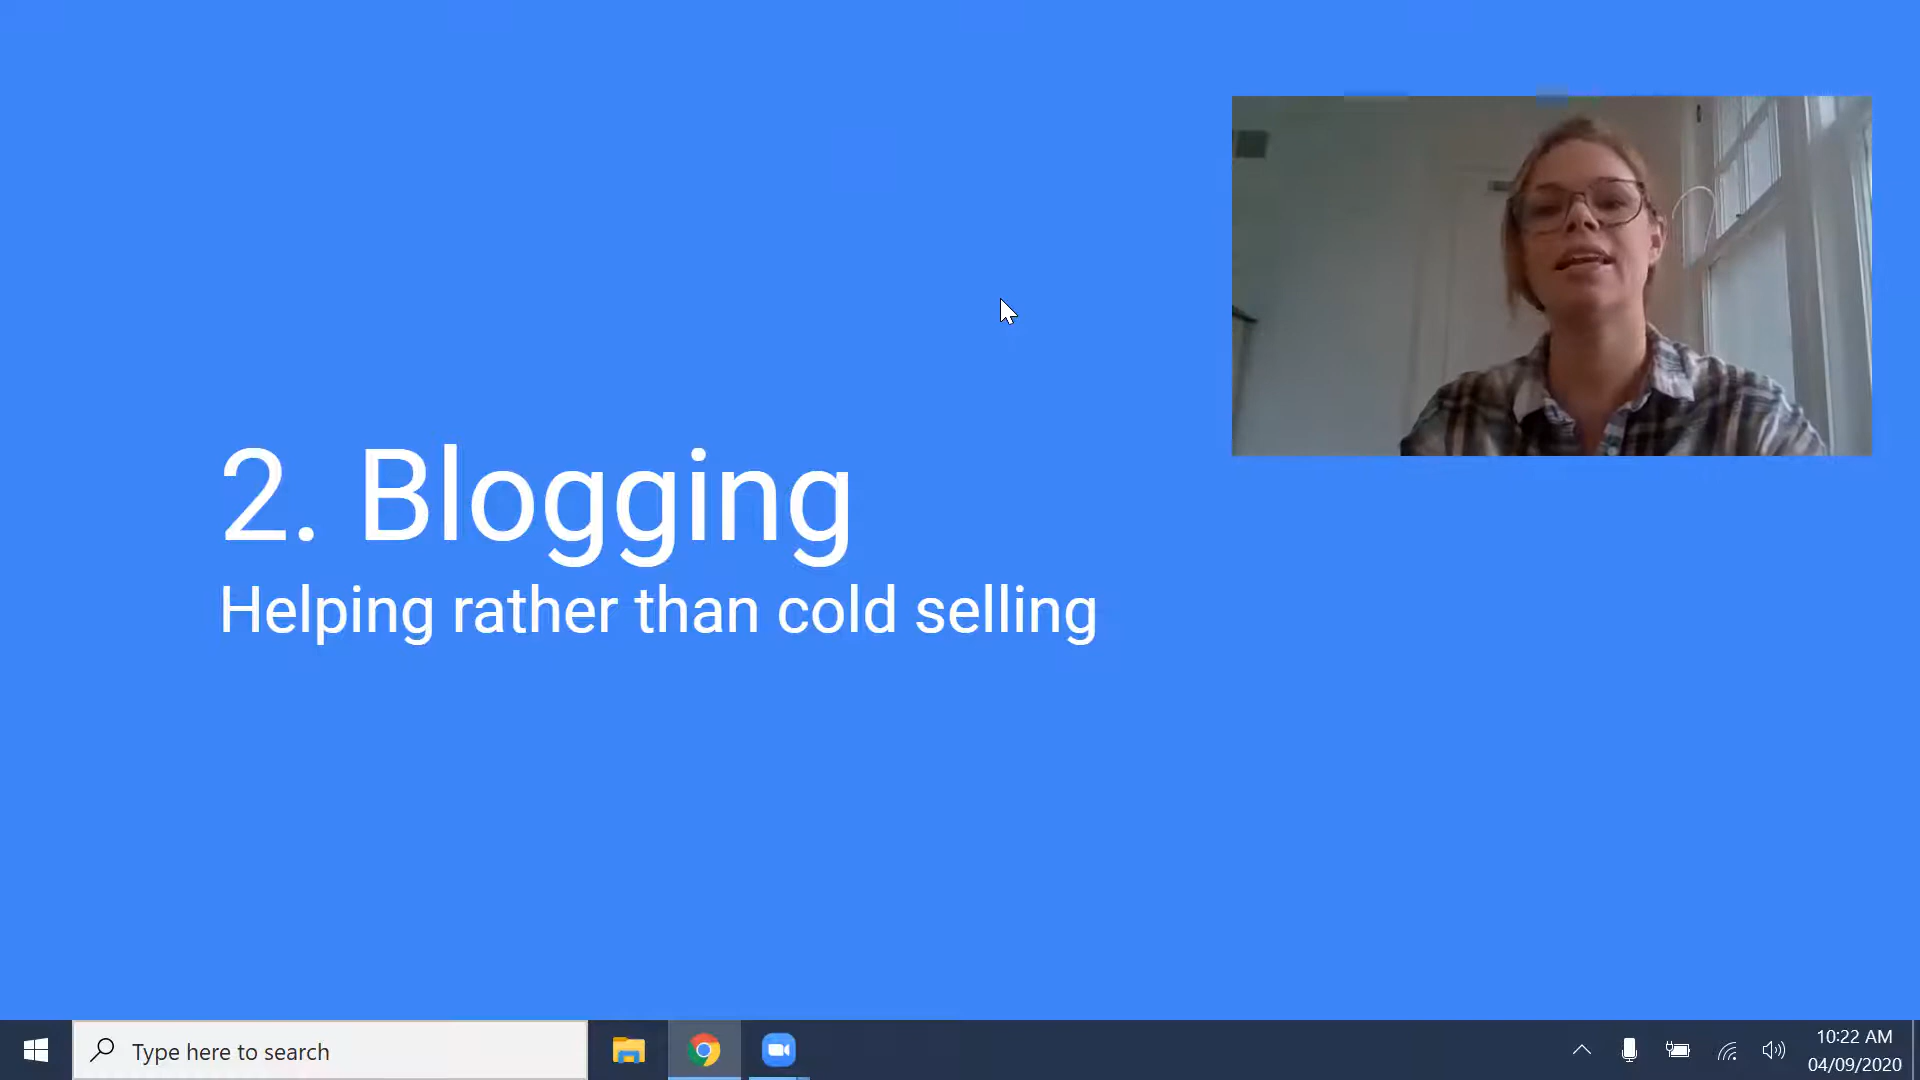 2. Blogging
Helping rather than cold selling
Type here to search
10:22 AM
04/09/2020